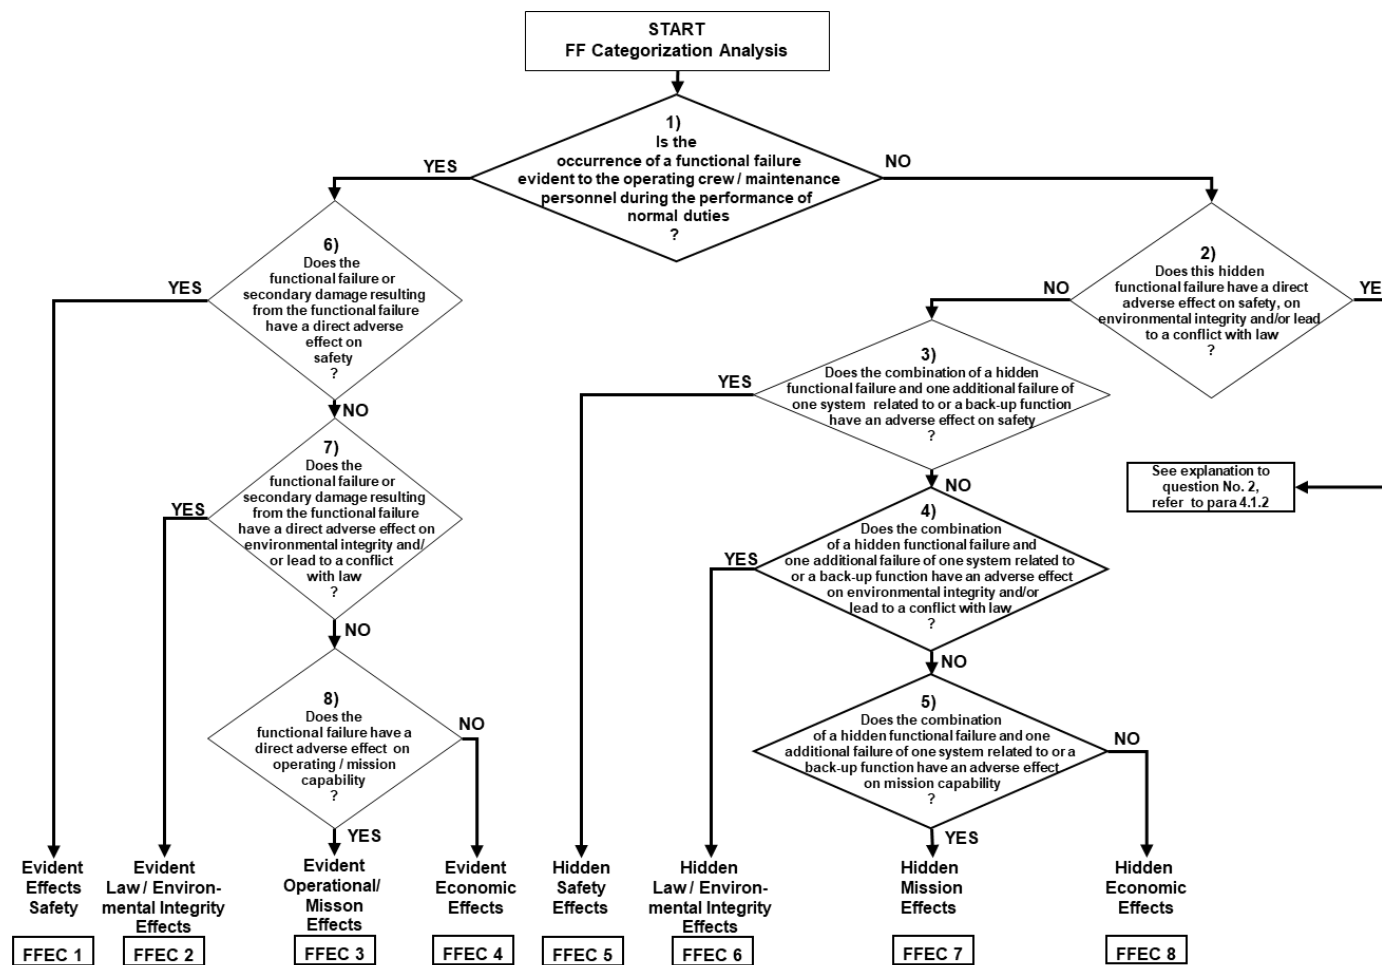 START
FF Categorization Analysis
1)
Is the
occurrence of a functional failure
evident to the operating crew / maintenance
personnel during the performance of
normal duties
?
YES
NO
6)
Does the
functional failure or
secondary damage resulting
from the functional failure
have a direct adverse
effect on
safety
?
YES
NO
2)
Does this hidden
functional failure have a direct
adverse effect on safety, on
environmental integrity and/or lead
to a conflict with law
?
NO
YE
3)
Does the combination of a hidden
functional failure and one additional failure of
one system related to or a back-up function
have an adverse effect on safety
?
YES
NO
See explanation to
question No. 2,
refer to para 4.1.2
7)
Does the
functional failure or
secondary damage resulting
from the functional failure
have a direct adverse effect on
environmental integrity and/
or lead to a conflict
with law
?
YES
NO
4)
Does the combination
of a hidden functional failure and
one additional failure of one system related to
or a back-up function have an adverse effect
on environmental integrity and/or
lead to a conflict with law
?
YES
NO
8)
Does the
functional failure have a
direct adverse effect on
operating / mission
capability
?
NO
YES
5)
Does the combination
of a hidden functional failure and one
additional failure of one system related to or a
back-up function have an adverse effect
on mission capability
?
NO
YES
Evident
Effects
Safety
FFEC 1
Evident
Law / Environ-
mental Integrity
Effects
FFEC 2
Evident
Operational/
Misson
Effects
FFEC 3
Evident
Economic
Effects
FFEC 4
Hidden
Safety
Effects
FFEC 5
Hidden
Law / Environ-
mental Integrity
Effects
FFEC 6
Hidden
Mission
Effects
FFEC 7
Hidden
Economic
Effects
FFEC 8